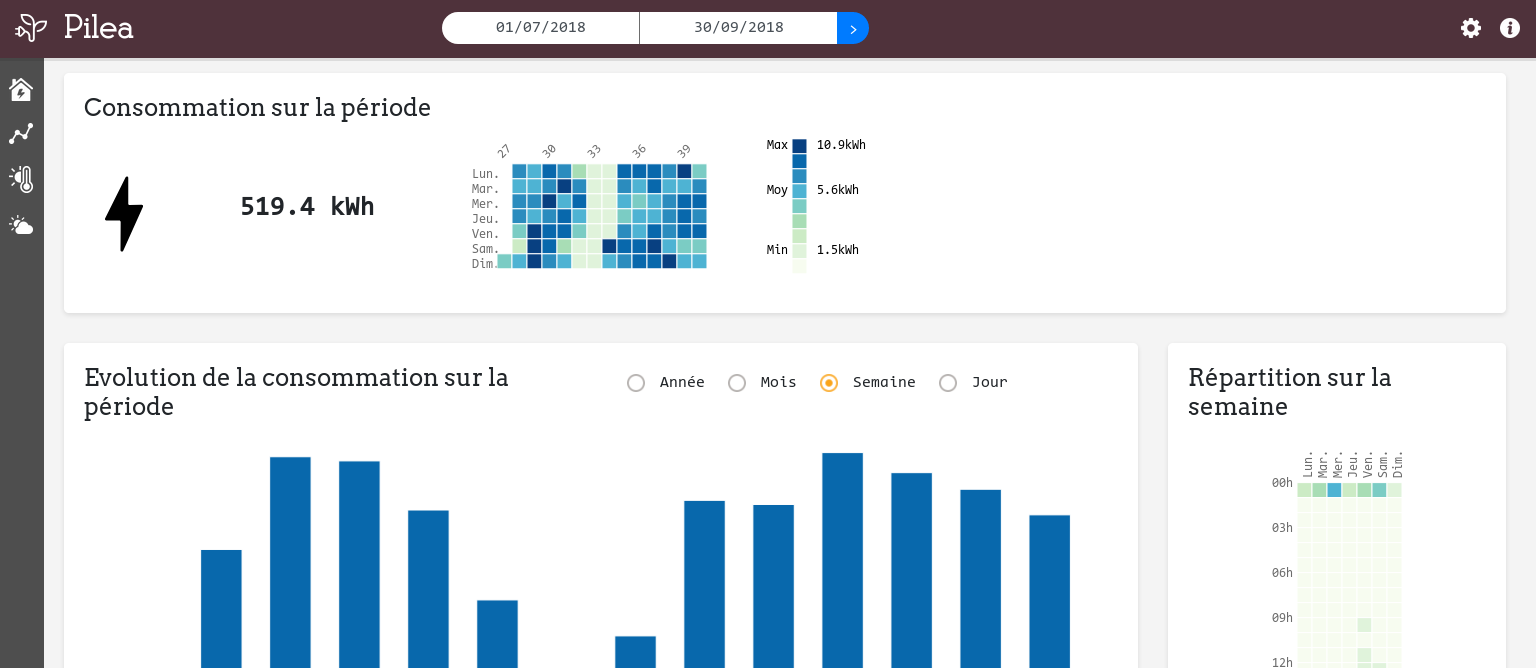 Pilea
01/07/2018 30/09/2018
Consommation sur la période
519.4 kWh
27 30 33 36 39
Lun.
Mar.
Mer.
Jeu.
Ven.
Sam.
Dim.
Max 10.9kWh
Moy 5.6kWh
Min 1.5kWh
Evolution de la consommation sur la
période
Année Mois Semaine Jour
Répartition sur la
semaine
Lun. Mar. Mer. Jeu. Ven. Sam. Dim.
00h
03h
06h
09h
12h